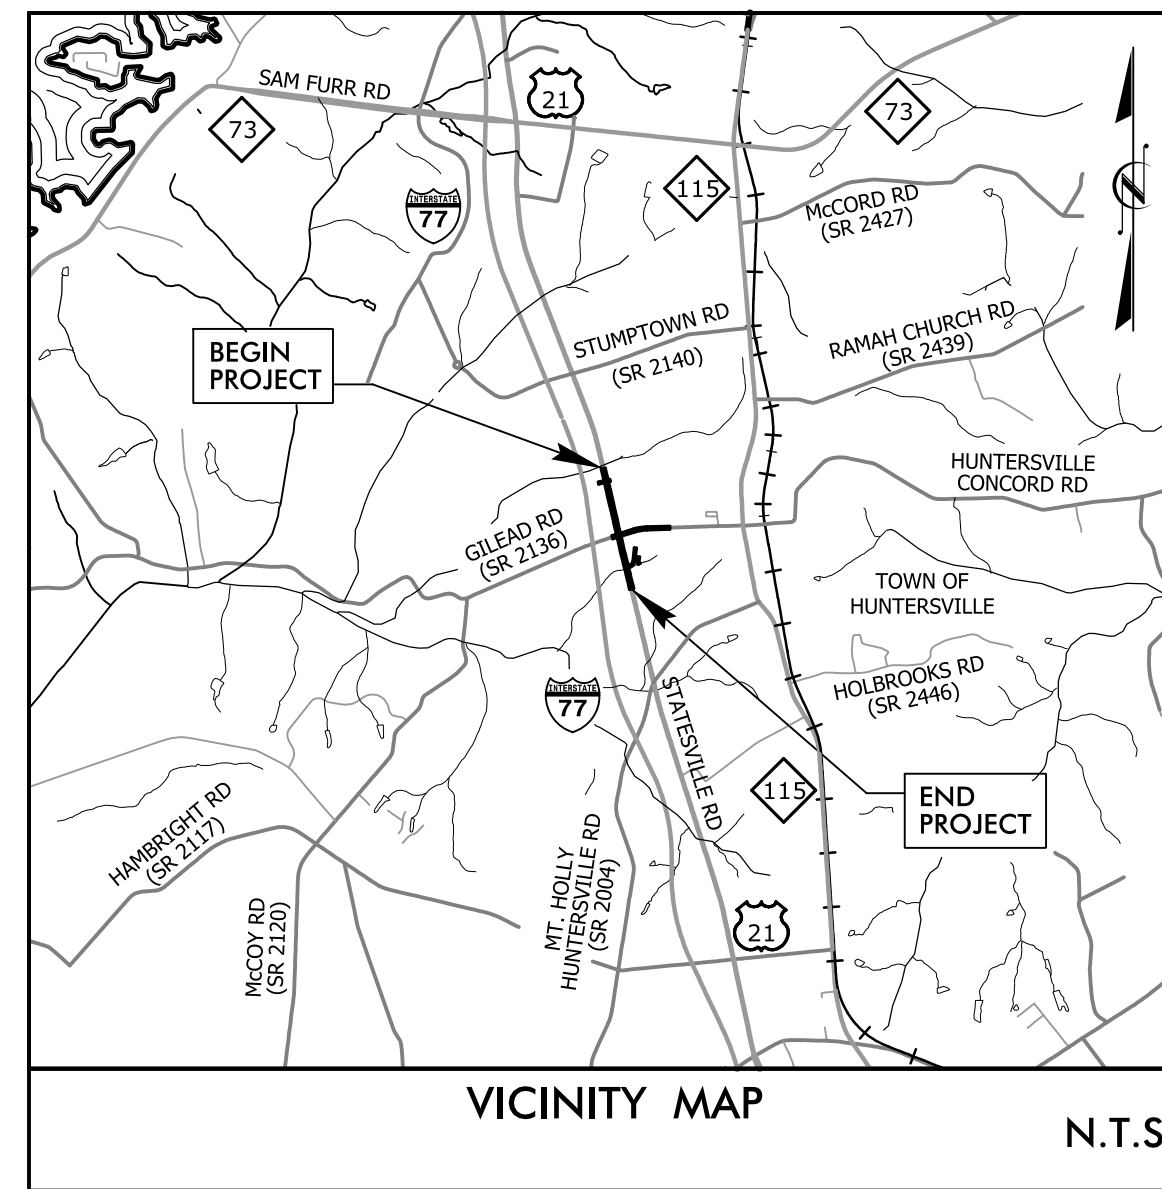 SAM FURR RD
21
73
73
115
INTERSTATE
77
McCORD RD
(SR 2427)
N
STUMPTOWN RD
(SR 2140)
RAMAH CHURCH RD
(SR 2439)
BEGIN
PROJECT
HUNTERSVILLE
CONCORD RD
GILEAD RD
(SR 2136)
TOWN OF
HUNTERSVILLE
HOLBROOKS RD
(SR 2446)
INTERSTATE
77
STATESVILLE RD
115
END
PROJECT
HAMBRIGHT RD
(SR 2117)
McCOY RD
(SR 2120)
MT. HOLLY
HUNTERSVILLE RD
(SR 2004)
21
VICINITY MAP
N.T.S